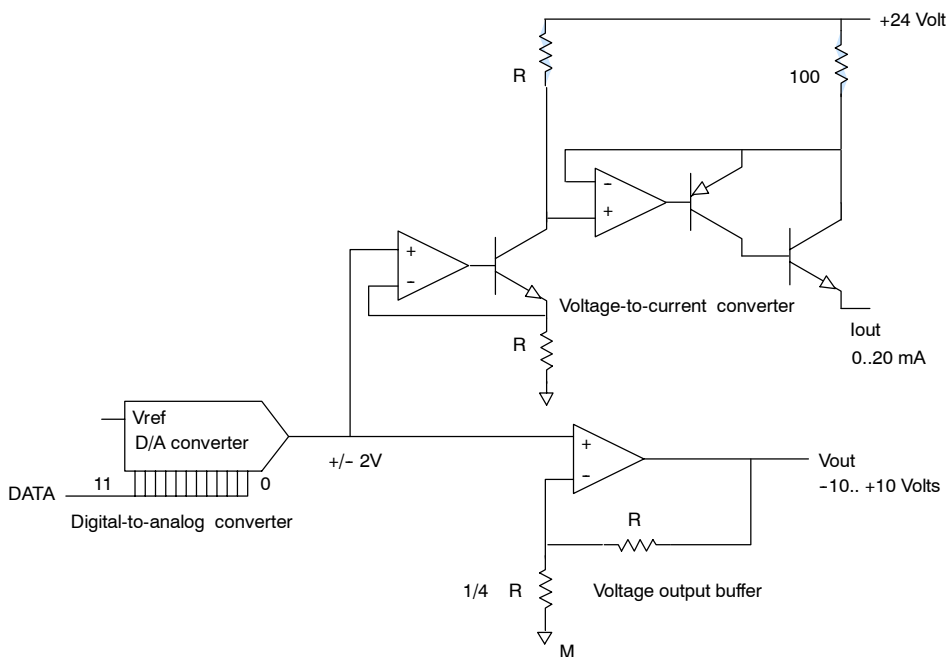 +24 Volt
R
100
-
+
+
-
Voltage-to-current converter
R
Iout
0..20 mA
Vref
D/A converter
+
+/- 2V
-
Vout
-10.. +10 Volts
11
0
DATA
Digital-to-analog converter
R
1/4 R
Voltage output buffer
M